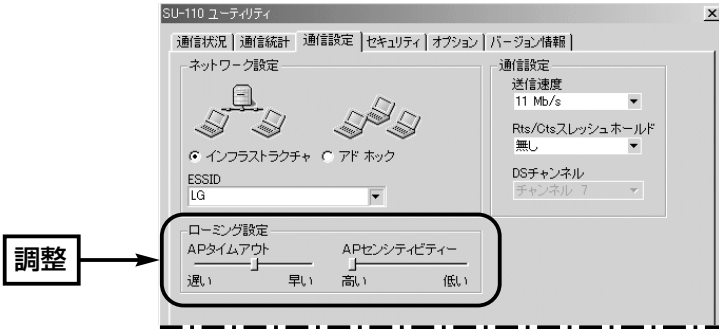 SU-110 ユーティリティ
通信状況 通信統計 通信設定 セキュリティ オプション バージョン情報
ネットワーク設定
インフラストラクチャ アド ホック
ESSID
LG
通信設定
送信速度
11 Mb/s
Rts/Ctsスレッシュホールド
無し
DSチャンネル
チャンネル 7
調整
ローミング設定
APタイムアウト APセンシティビティー
遅い 早い 高い 低い